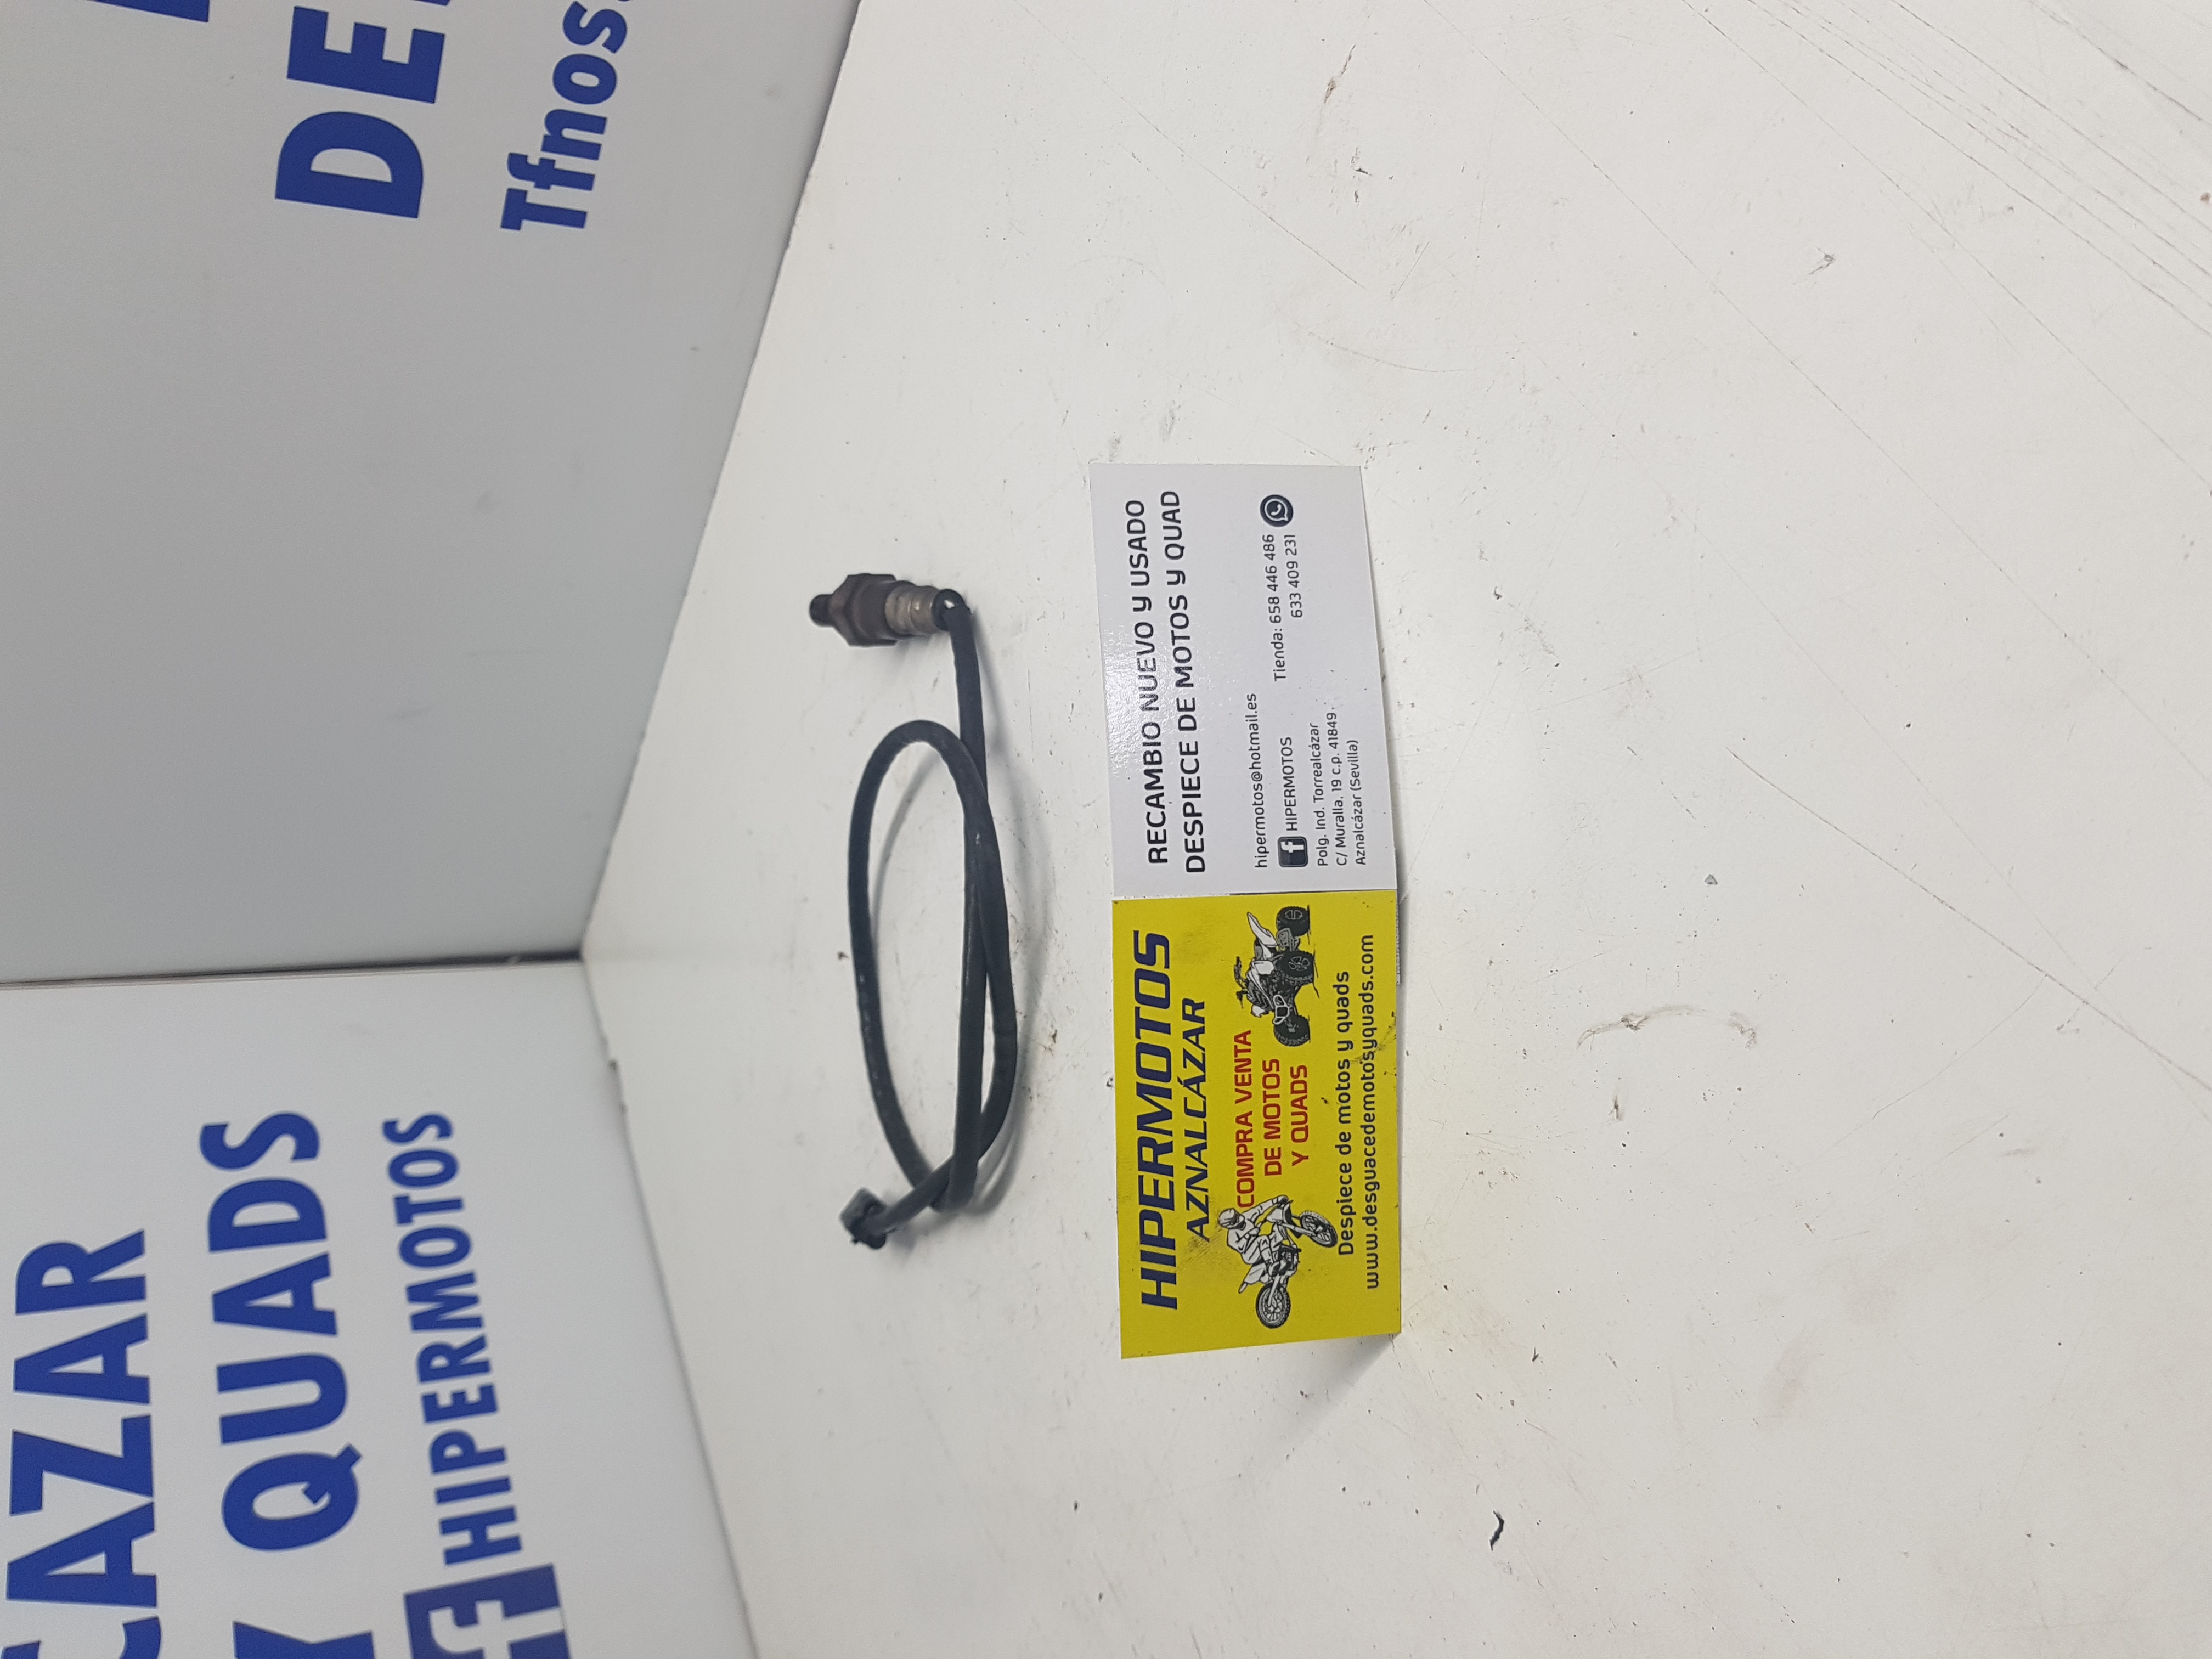 Y QUADS
HIPERMOTOS
Tfnos
HIPERMOTOS
AZNALCÁZAR
COMPRA VENTA
DE MOTOS
Y QUADS
Despiece de motos y quads
www.desguacedemotosyquads.com
RECAMBIO NUEVO y USADO
DESPIECE DE MOTOS y QUAD
hipermotos@hotmail.es
HIPERMOTOS
Tienda: 658 446 486
633 409 231
Polg. Ind. Torrealcázar
C/ Muralla, 19 c.p. 41849
Aznalcázar (Sevilla)